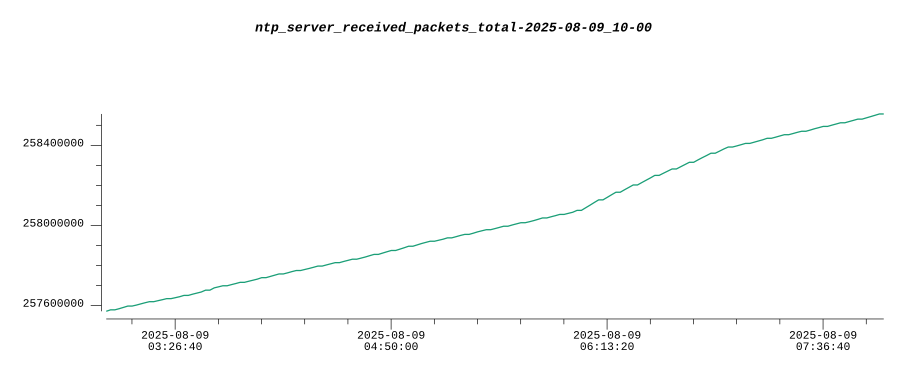 ntp_server_received_packets_total-2025-08-09_10-00
258400000
258000000
257600000
2025-08-09 2025-08-09 2025-08-09 2025-08-09
03:26:40 04:50:00 06:13:20 07:36:40